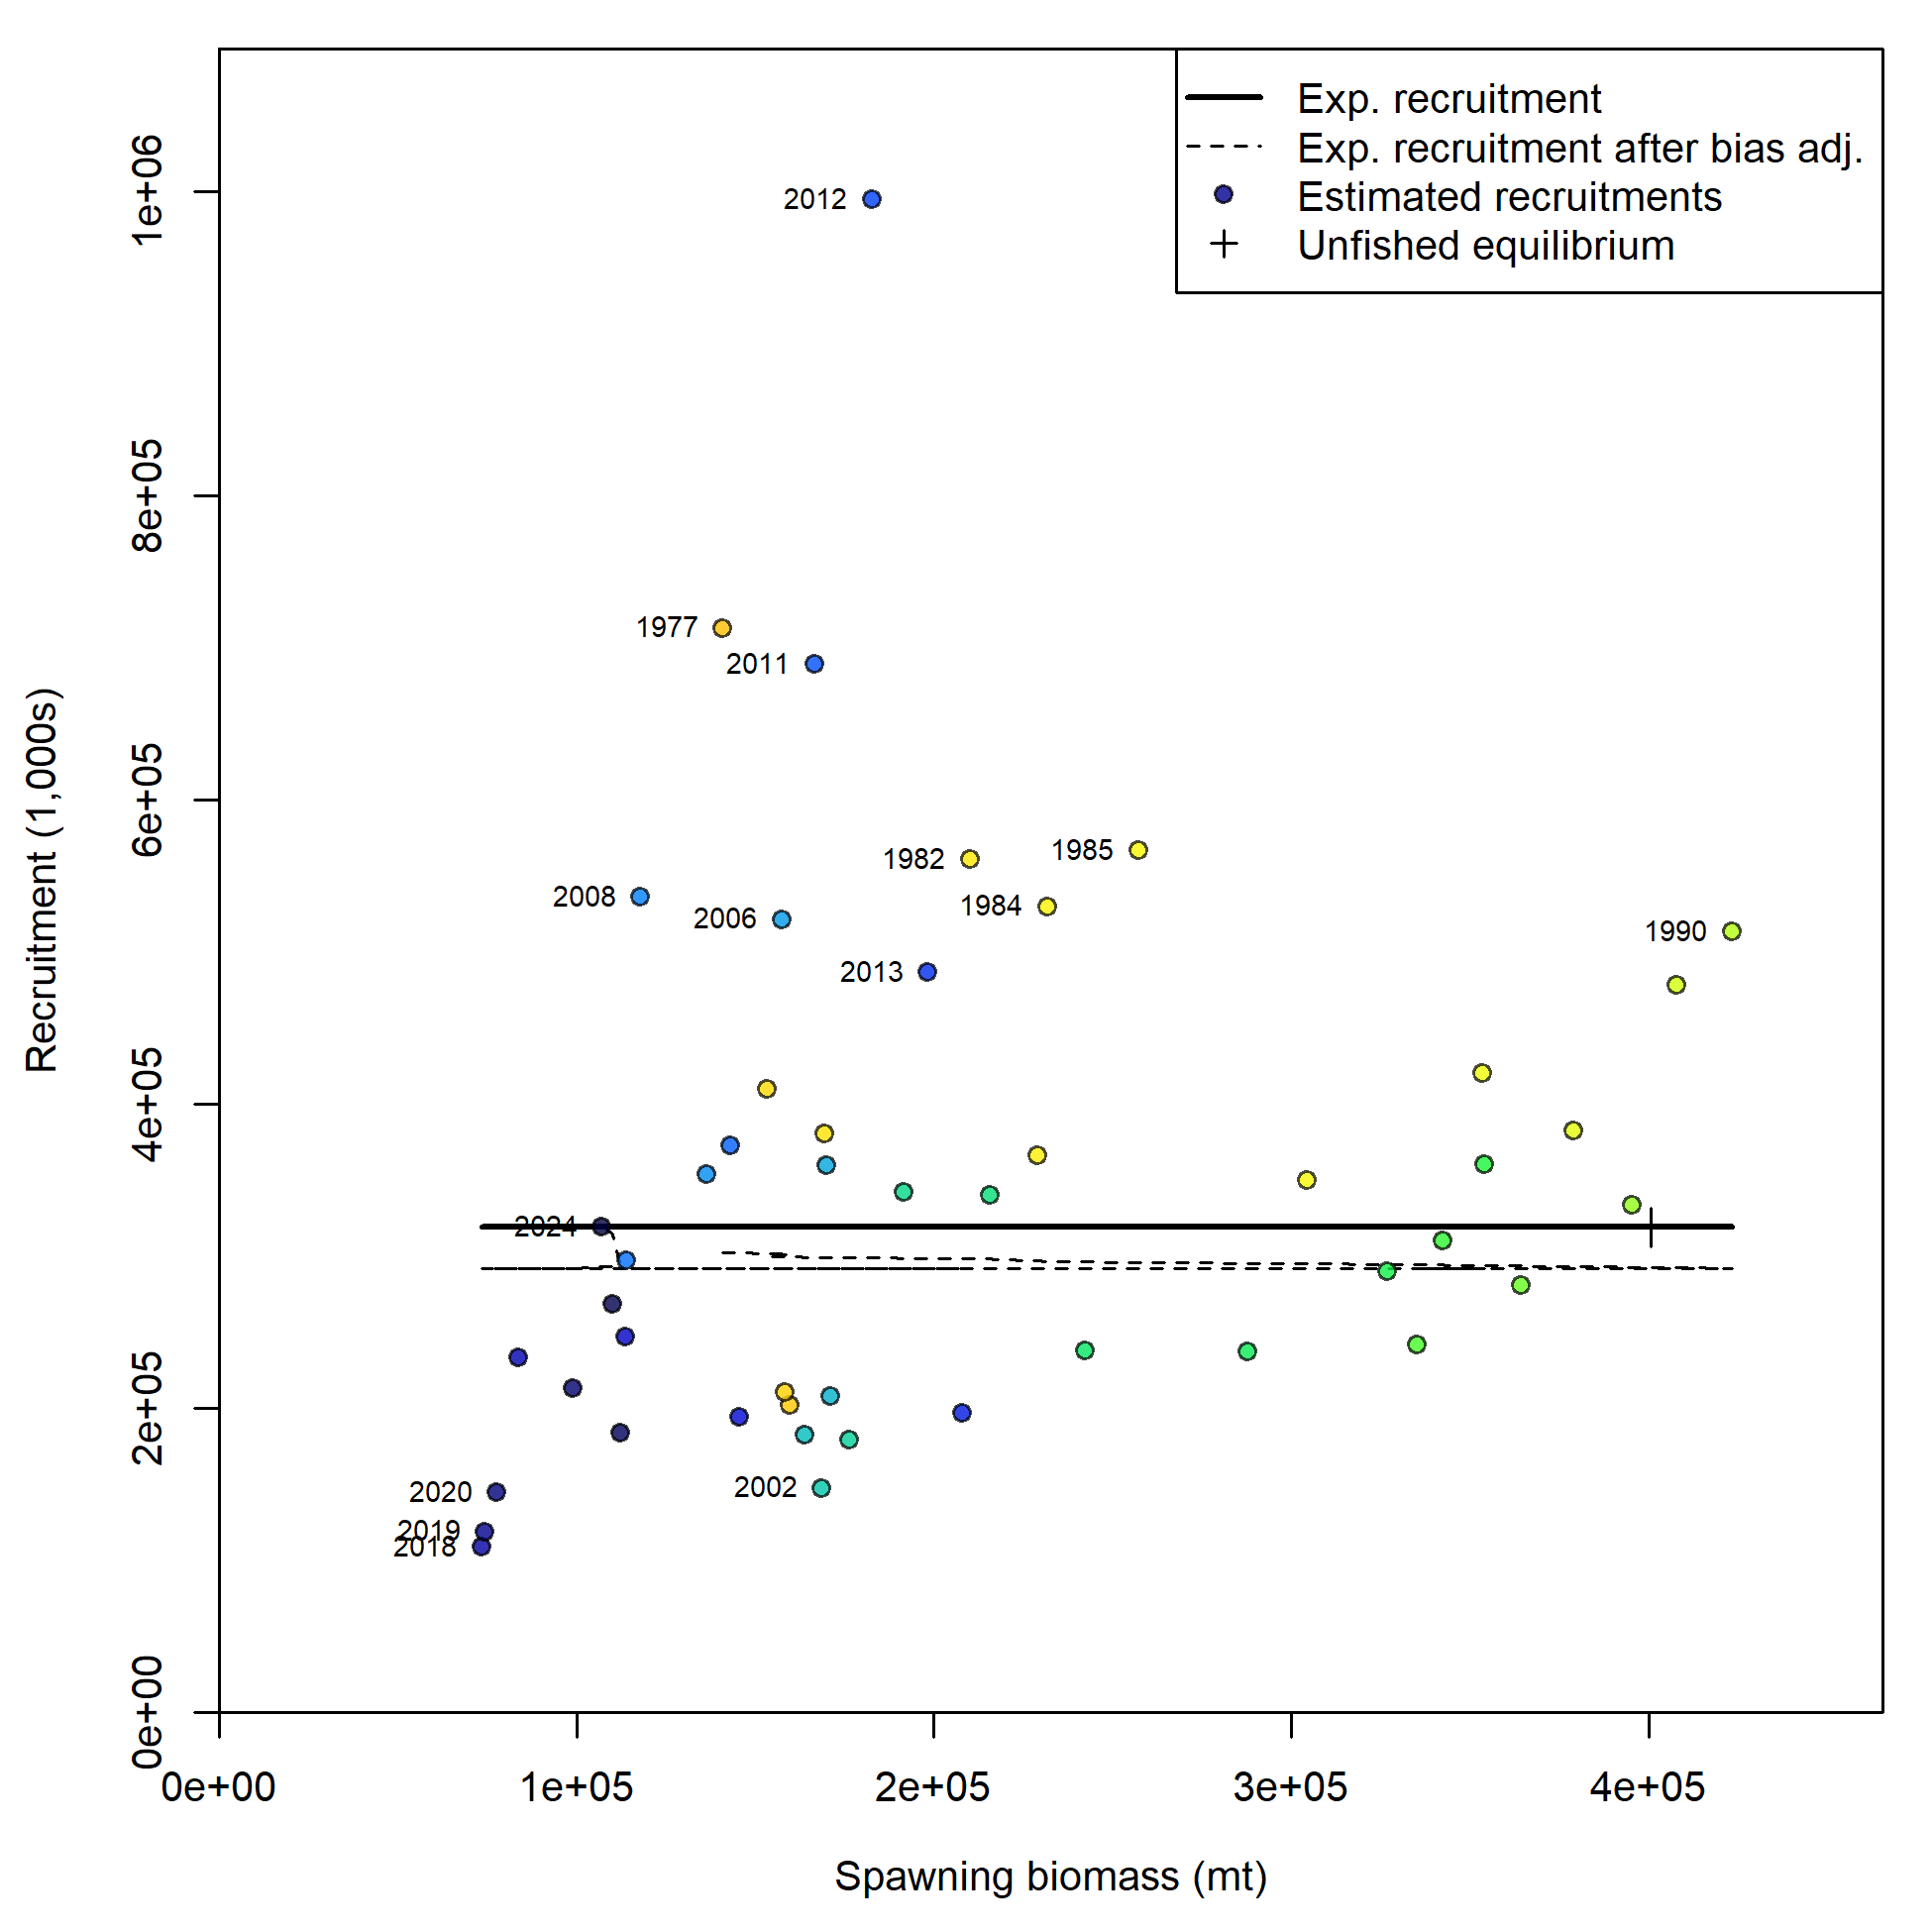 Exp. recruitment
Exp. recruitment after bias adj.
Estimated recruitments
Unfished equilibrium
1e+06
8e+05
6e+05
4e+05
2e+05
0e+00
Recruitment (1,000s)
2012
1977
2011
1982
1985
2008
2006
1984
1990
2013
2024
2020
2002
2019
2018
0e+00
1e+05
2e+05
3e+05
4e+05
Spawning biomass (mt)